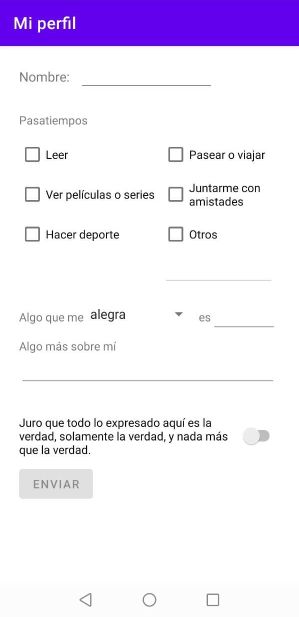 Mi perfil
Nombre:
Pasatiempos
Leer
Pasear o viajar
Ver películas o series
Juntarme con
amistades
Hacer deporte
Otros
Algo que me alegra es
Algo más sobre mí
Juro que todo lo expresado aquí es la
verdad, solamente la verdad, y nada más
que la verdad.
ENVIAR